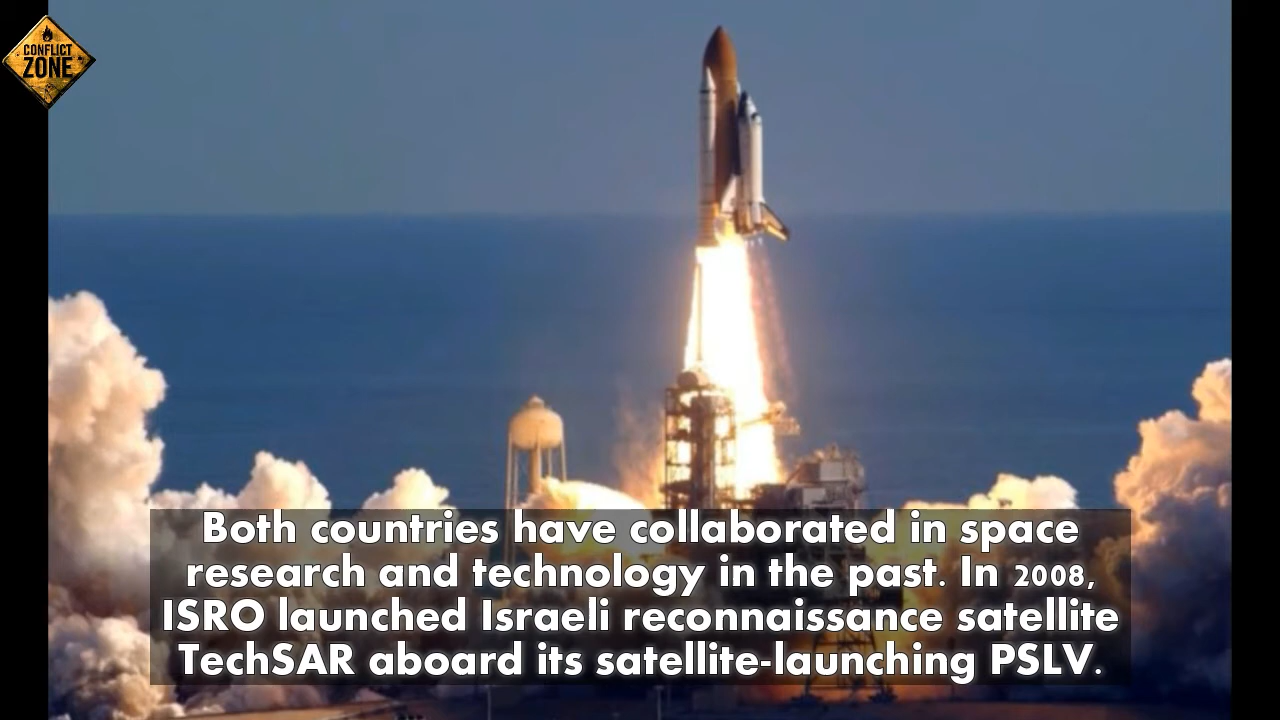 CONFLICT
ZONE
Both countries have collaborated in space
research and technology in the past. In 2008,
ISRO launched Israeli reconnaissance satellite
TechSAR aboard its satellite-launching PSLV.